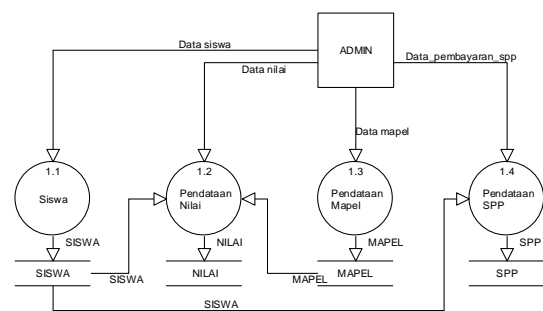 ADMIN
Data siswa
Data nilai
Data_pembayaran_spp
Data mapel
1.1
Siswa
1.2
Pendataan
Nilai
1.3
Pendataan
Mapel
1.4
Pendataan
SPP
SISWA
NILAI
MAPEL
SPP
SISWA
SISWA
NILAI
MAPEL
MAPEL
SPP
SISWA